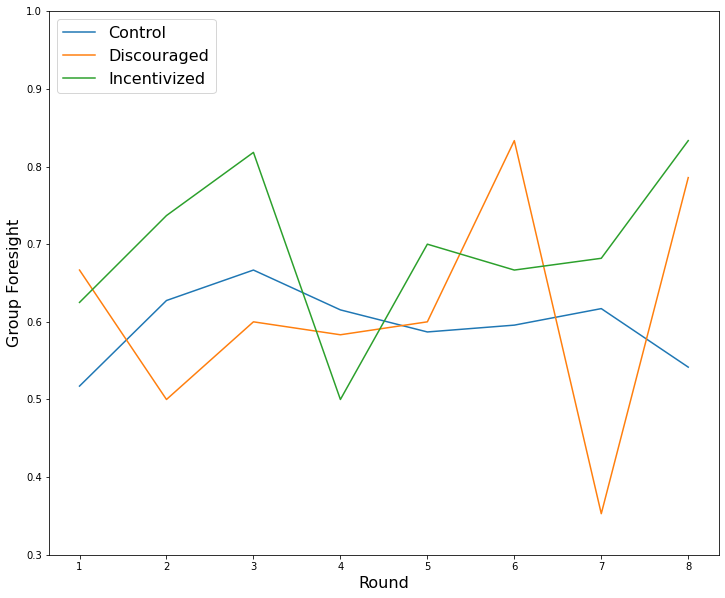 Control
Discouraged
Incentivized
1.0
0.9
0.8
0.7
0.6
0.5
0.4
0.3
Group Foresight
1 2 3 4 5 6 7 8
Round